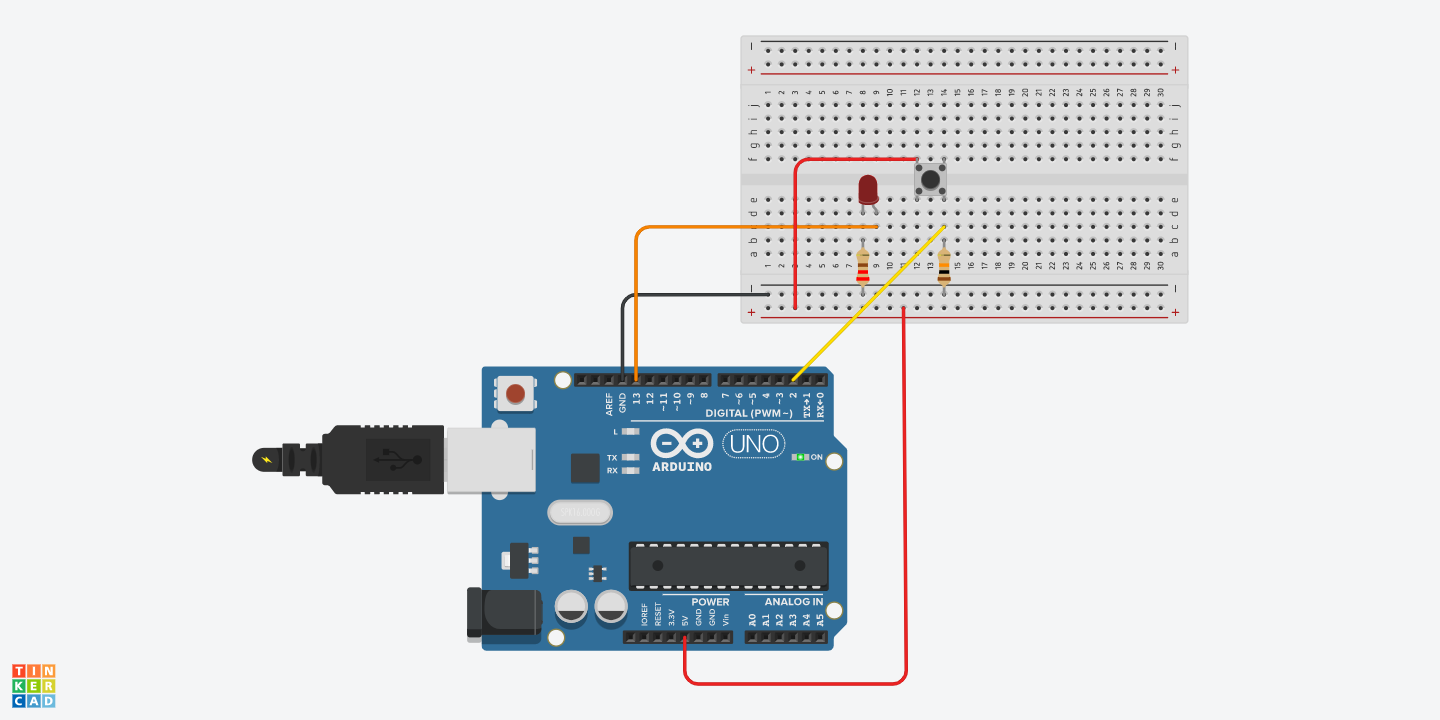 − −
+ +
1 2 3 4 5 6 7 8 9 10 11 12 13 14 15 16 17 18 19 20 21 22 23 24 25 26 27 28 29 30
j j
i i
h h
g g
f f
e e
d d
c c
b b
a a
1 2 3 4 5 6 7 8 9 10 11 12 13 14 15 16 17 18 19 20 21 22 23 24 25 26 27 28 29 30
− −
+ +
AREF GND 13 12 ~11 ~10 ~9 8 7 ~6 ~5 4 ~3 2 TX→1 RX←0
DIGITAL (PWM~)
L
UNO
TX
RX
ARDUINO
ON
POWER ANALOG IN
IOREF RESET 3.3V 5V GND GND Vin A0 A1 A2 A3 A4 A5
TIN
KER
CAD